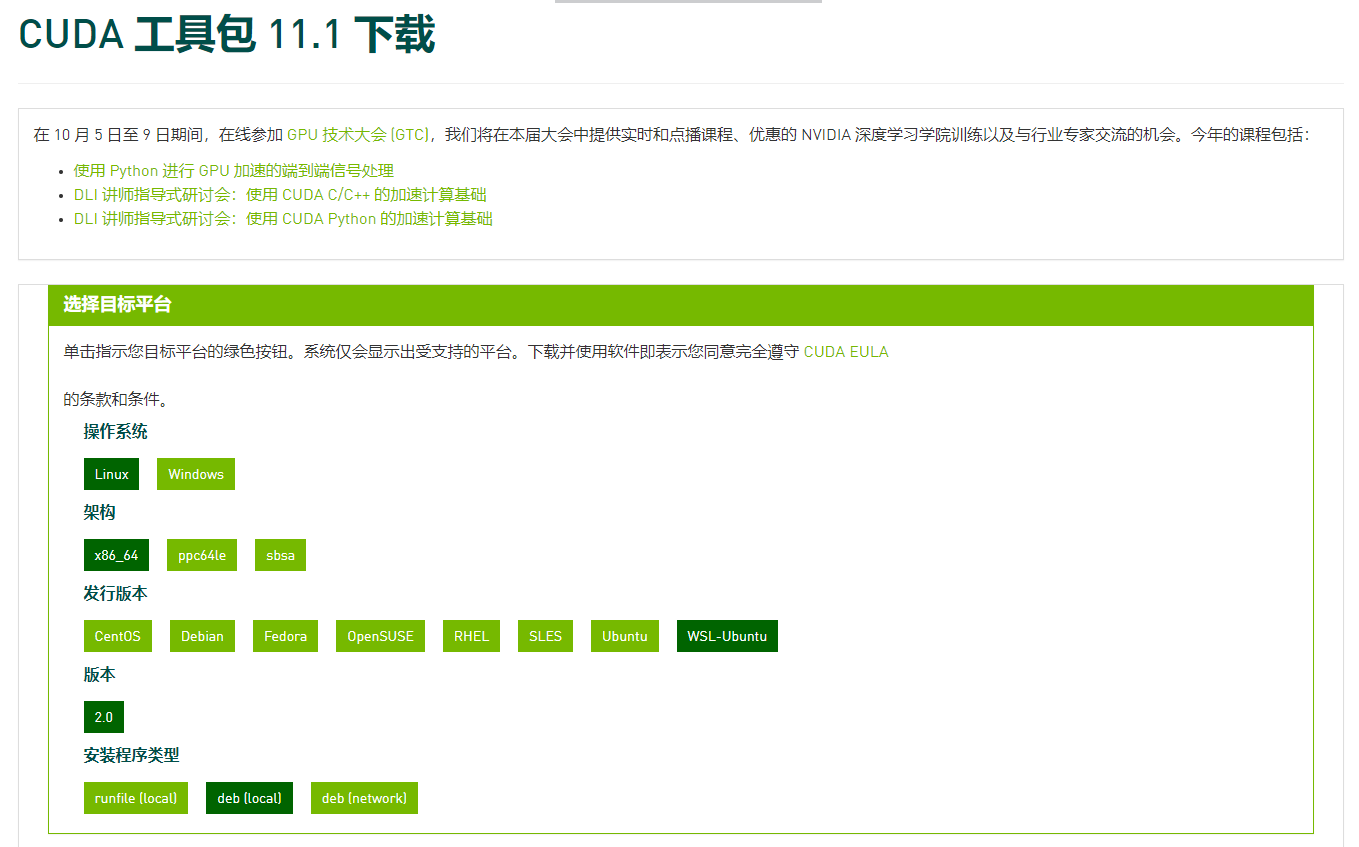 CUDA 工具包 11.1 下载
在 10 月 5 日至 9 日期间，在线参加 GPU 技术大会 (GTC)，我们将在本届大会中提供实时和点播课程、优惠的 NVIDIA 深度学习学院训练以及与行业专家交流的机会。今年的课程包括：
• 使用 Python 进行 GPU 加速的端到端信号处理
• DLI 讲师指导式研讨会：使用 CUDA C/C++ 的加速计算基础
• DLI 讲师指导式研讨会：使用 CUDA Python 的加速计算基础
选择目标平台
单击指示您目标平台的绿色按钮。系统仅会显示出受支持的平台。下载并使用软件即表示您同意完全遵守 CUDA EULA
的条款和条件。
操作系统
Linux Windows
架构
x86_64 ppc64le sbsa
发行版本
CentOS Debian Fedora OpenSUSE RHEL SLES Ubuntu WSL-Ubuntu
版本
2.0
安装程序类型
runfile (local) deb (local) deb (network)